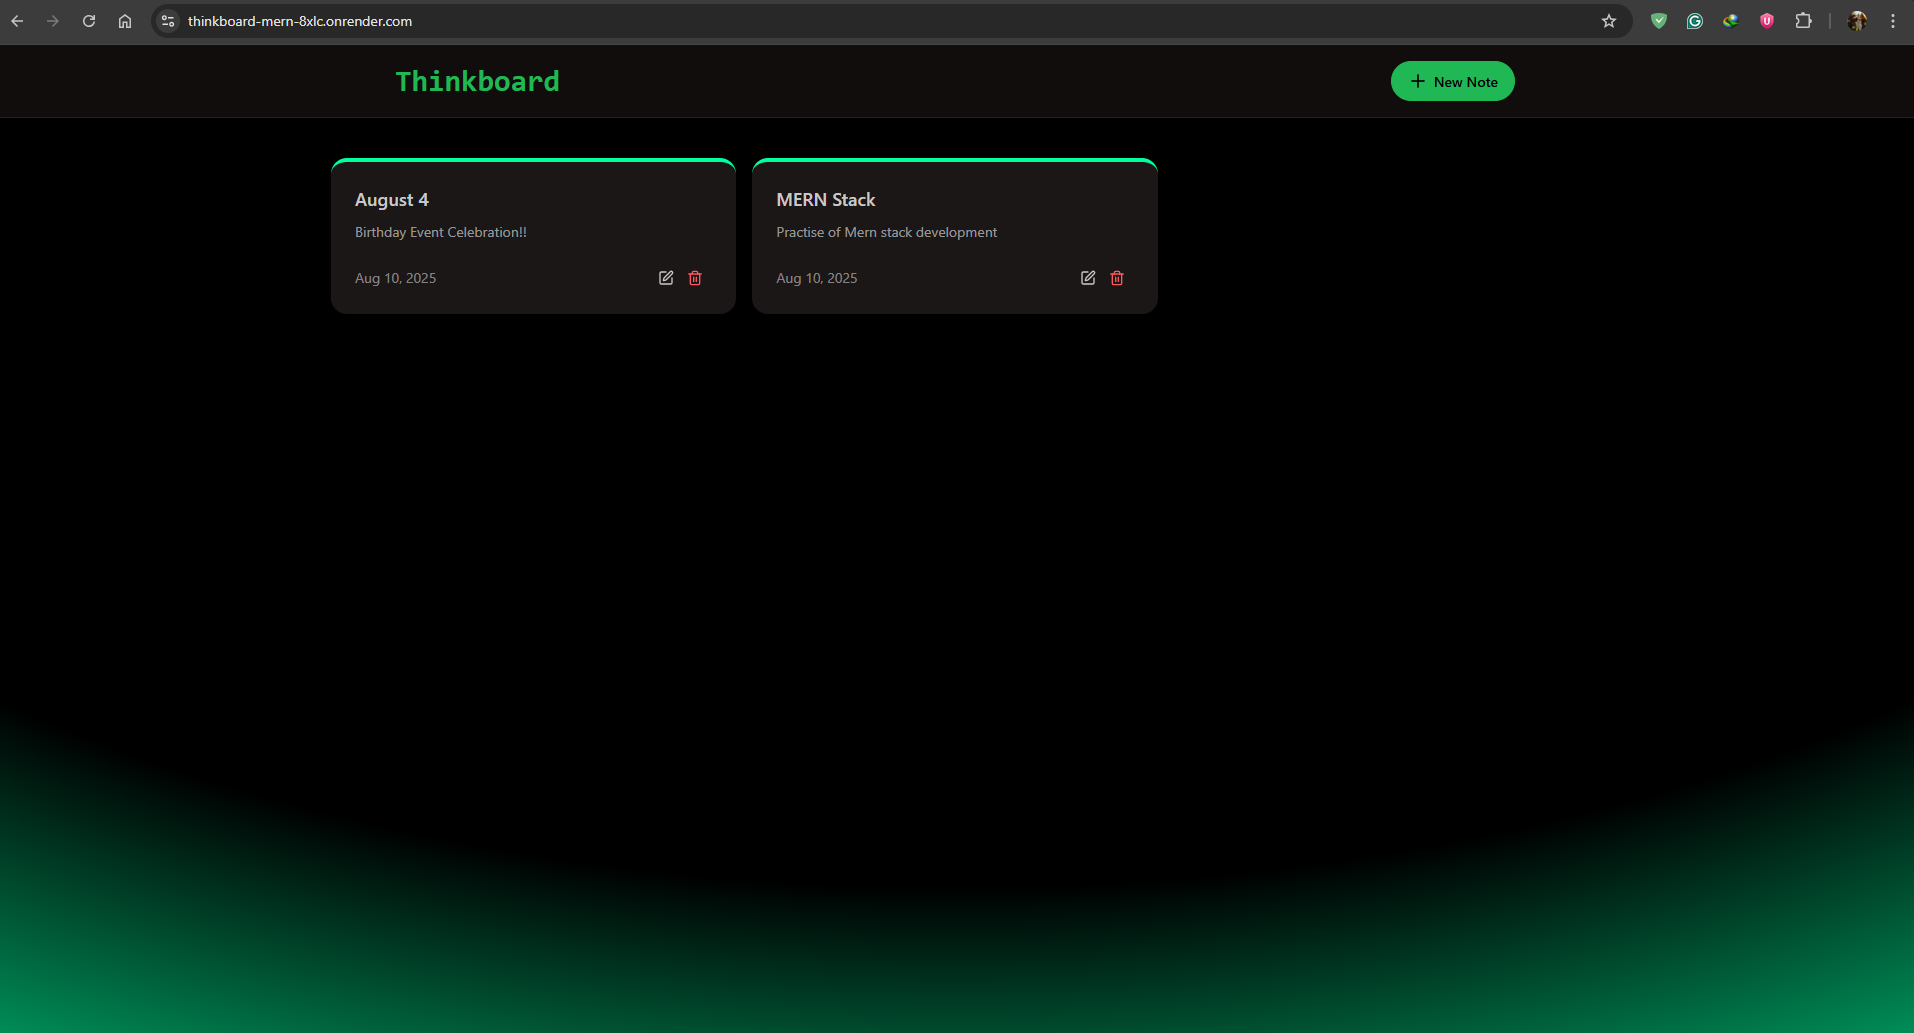 thinkboard-mern-8xlc.onrender.com
Thinkboard
New Note
August 4
Birthday Event Celebration!!
Aug 10, 2025
MERN Stack
Practise of Mern stack development
Aug 10, 2025